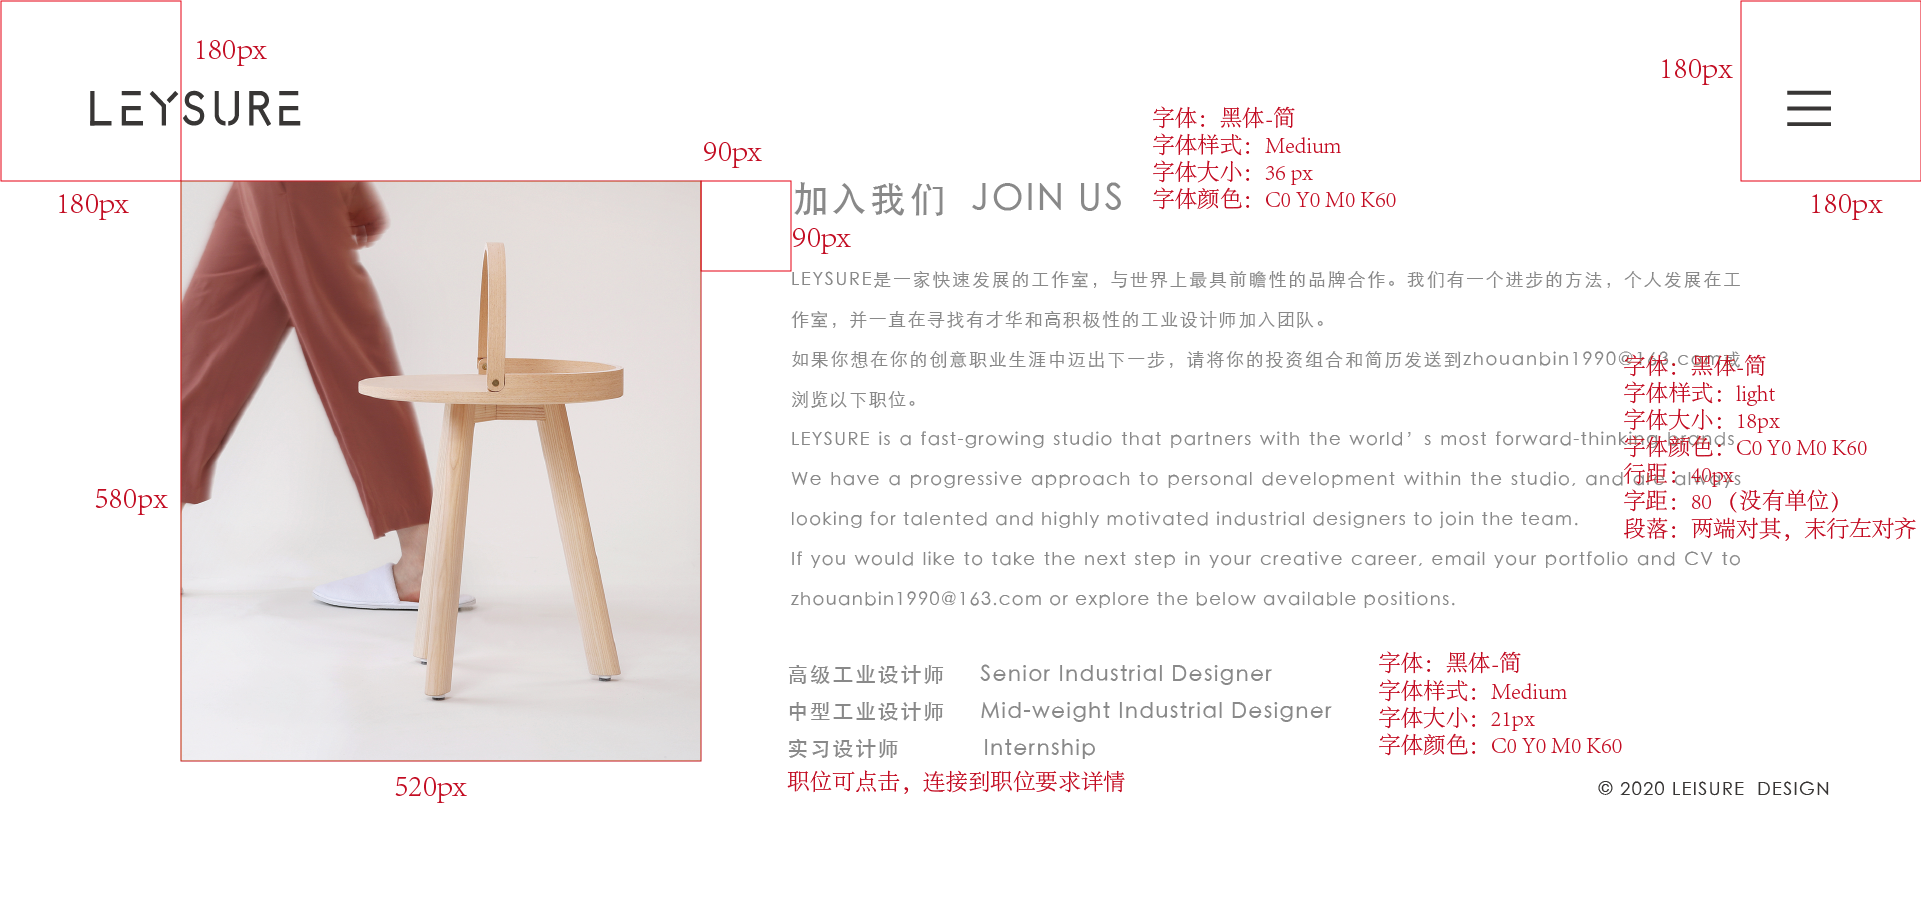 180px
180px
LEYSURE
字体：黑体-简
字体样式：Medium
字体大小：36 px
字体颜色：C0 Y0 M0 K60
90px
180px
180px
加入我们 JOIN US
90px
LEYSURE是一家快速发展的工作室，与世界上最具前瞻性的品牌合作。我们有一个进步的方法，个人发展在工
作室，并一直在寻找有才华和高积极性的工业设计师加入团队。
如果你想在你的创意职业生涯中迈出下一步，请将你的投资组合和简历发送到zhouanbin1990@163.com或
浏览以下职位。
字体：黑体-简
字体样式：light
字体大小：18px
字体颜色：C0 Y0 M0 K60
行距：40px
字距：80 （没有单位）
段落：两端对其，末行左对齐
LEYSURE is a fast-growing studio that partners with the world’s most forward-thinking brands.
We have a progressive approach to personal development within the studio, and are always
looking for talented and highly motivated industrial designers to join the team.
If you would like to take the next step in your creative career, email your portfolio and CV to
zhouanbin1990@163.com or explore the below available positions.
580px
高级工业设计师 Senior Industrial Designer
中型工业设计师 Mid-weight Industrial Designer
实习设计师 Internship
字体：黑体-简
字体样式：Medium
字体大小：21px
字体颜色：C0 Y0 M0 K60
职位可点击，连接到职位要求详情
520px
© 2020 LEISURE DESIGN